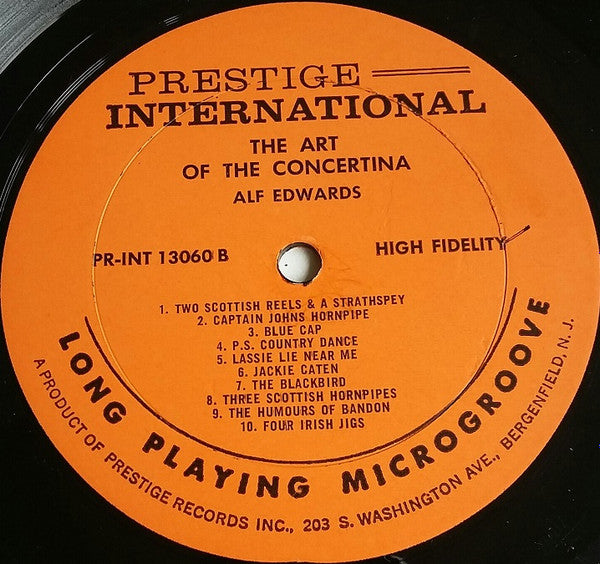 PRESTIGE
INTERNATIONAL
THE ART
OF THE CONCERTINA
ALF EDWARDS
PR-INT 13060 B
HIGH FIDELITY
1. TWO SCOTTISH REELS & A STRATHSPEY
2. CAPTAIN JOHNS HORNPIPE
3. BLUE CAP
4. P.S. COUNTRY DANCE
5. LASSIE LIE NEAR ME
6. JACKIE CATEN
7. THE BLACKBIRD
8. THREE SCOTTISH HORNPIPES
9. THE HUMOURS OF BANDON
10. FOUR IRISH JIGS
LONG PLAYING MICROGROOVE
A PRODUCT OF PRESTIGE RECORDS INC., 203 S. WASHINGTON AVE., BERGENFIELD, N. J.